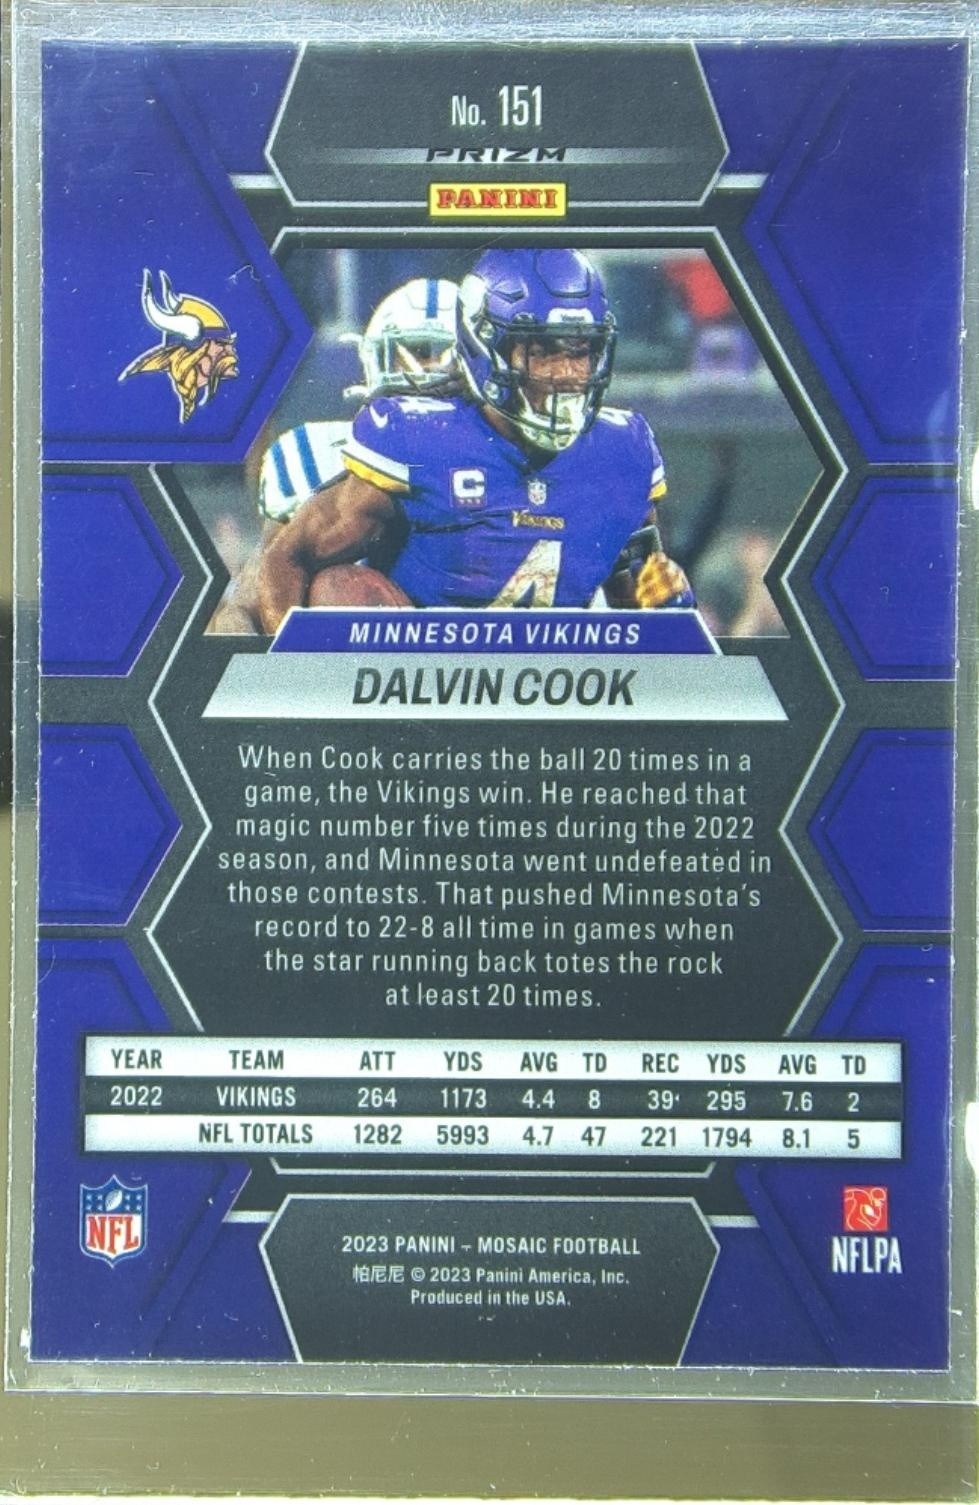 No. 151
PRIZM
PANINI
4
C
VIKINGS
4
MINNESOTA VIKINGS
DALVIN COOK
When Cook carries the ball 20 times in a
game, the Vikings win. He reached that
magic number five times during the 2022
season, and Minnesota went undefeated in
those contests. That pushed Minnesota's
record to 22-8 all time in games when
the star running back totes the rock
at least 20 times.
YEAR TEAM ATT YDS AVG TD REC YDS AVG TD
2022 VIKINGS 264 1173 4.4 8 39 295 7.6 2
NFL TOTALS 1282 5993 4.7 47 221 1794 8.1 5
NFL
NFLPA
2023 PANINI – MOSAIC FOOTBALL
帕尼尼 © 2023 Panini America, Inc.
Produced in the USA.